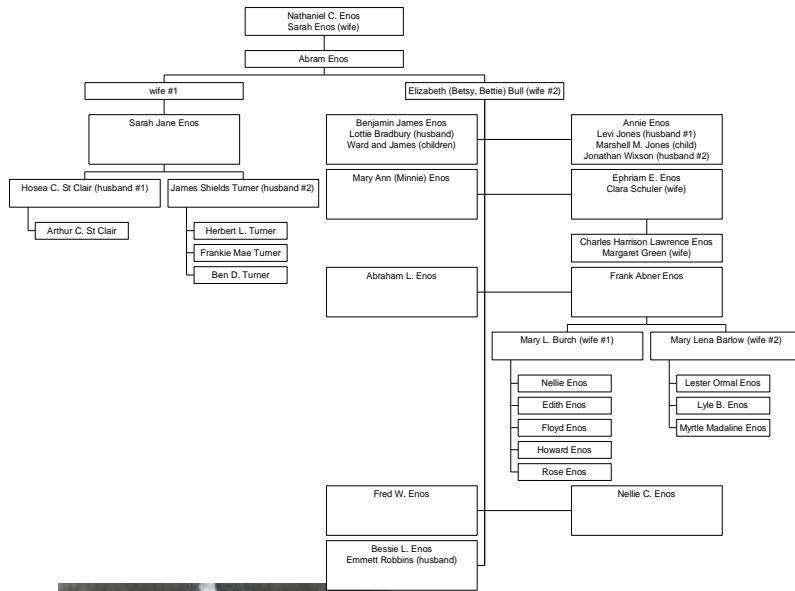 Nathaniel C. Enos
Sarah Enos (wife)
Abram Enos
wife #1
Elizabeth (Betsy, Bettie) Bull (wife #2)
Sarah Jane Enos
Hosea C. St Clair (husband #1)
James Shields Turner (husband #2)
Arthur C. St Clair
Herbert L. Turner
Frankie Mae Turner
Ben D. Turner
Benjamin James Enos
Lottie Bradbury (husband)
Ward and James (children)
Annie Enos
Levi Jones (husband #1)
Marshell M. Jones (child)
Jonathan Wixson (husband #2)
Mary Ann (Minnie) Enos
Ephriam E. Enos
Clara Schuler (wife)
Charles Harrison Lawrence Enos
Margaret Green (wife)
Abraham L. Enos
Frank Abner Enos
Mary L. Burch (wife #1)
Mary Lena Barlow (wife #2)
Nellie Enos
Edith Enos
Floyd Enos
Howard Enos
Rose Enos
Lester Ormal Enos
Lyle B. Enos
Myrtle Madaline Enos
Fred W. Enos
Nellie C. Enos
Bessie L. Enos
Emmett Robbins (husband)